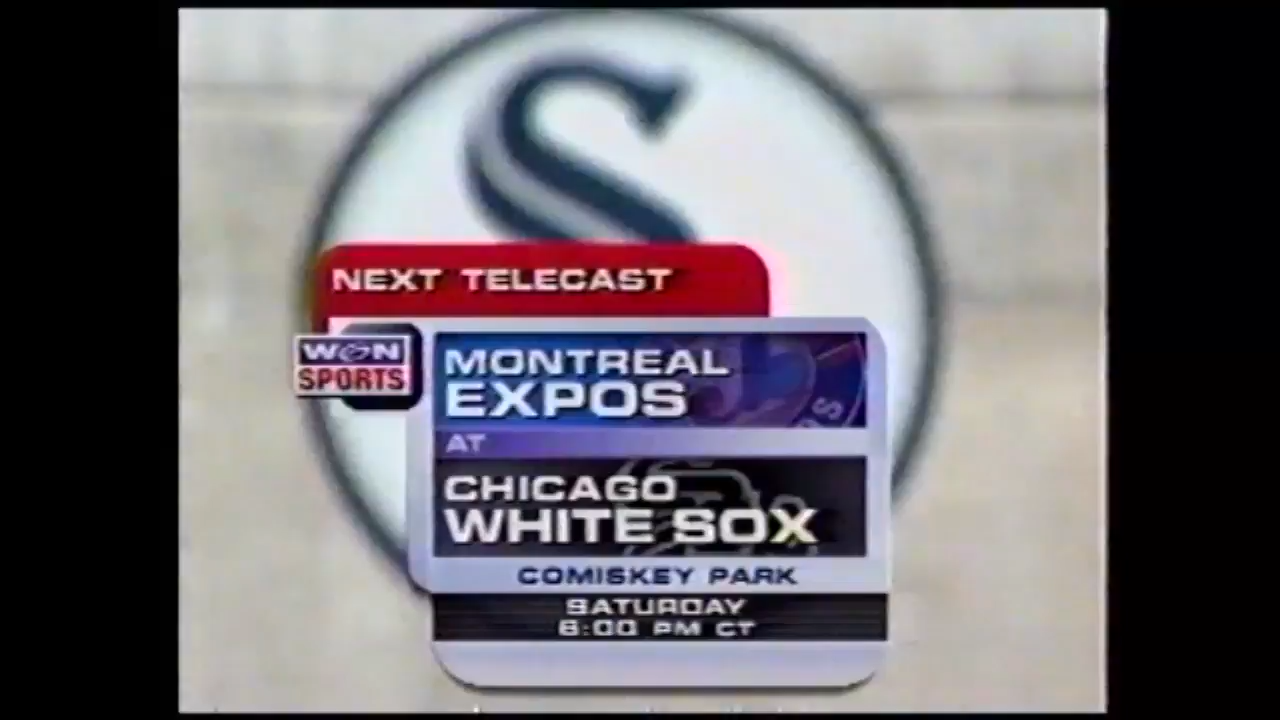 S
NEXT TELECAST
WGN
SPORTS
MONTREAL
EXPOS
AT
CHICAGO
WHITE SOX
COMISKEY PARK
SATURDAY
6:00 PM CT